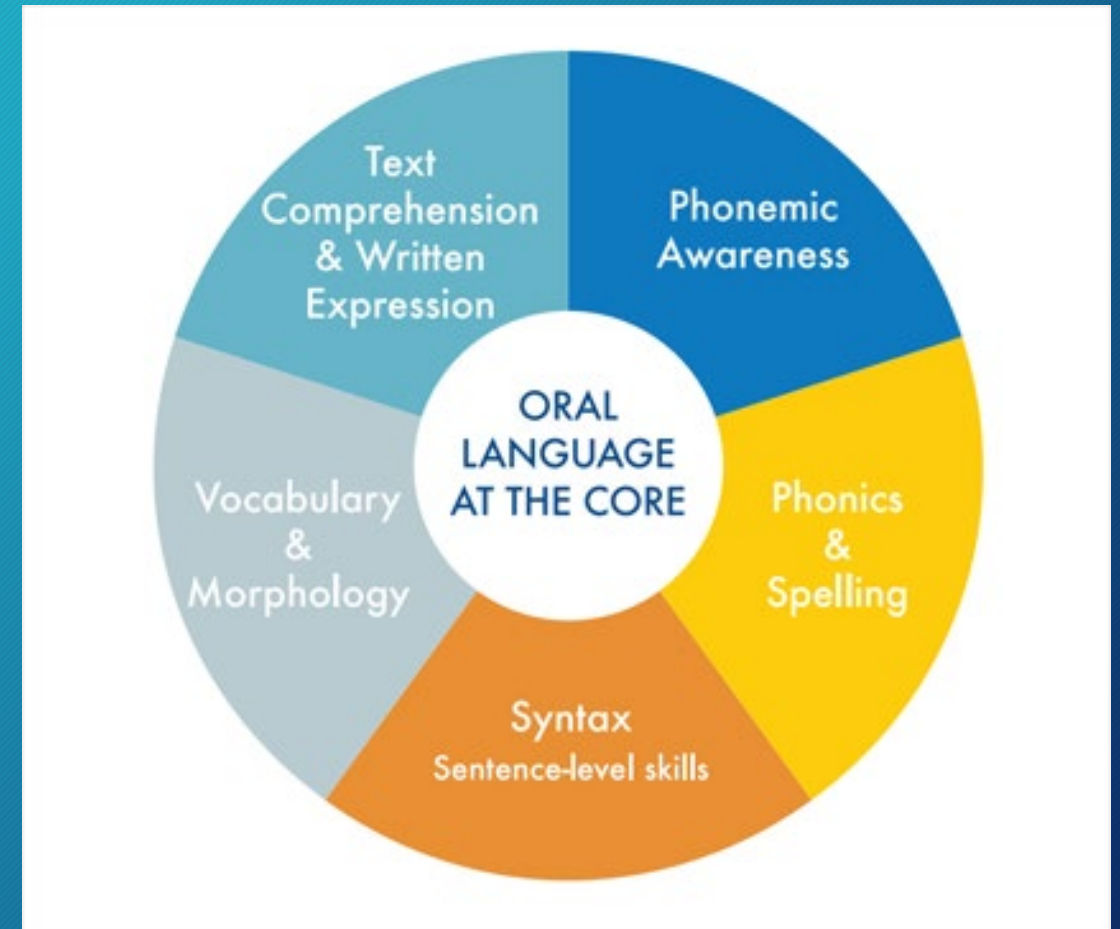 Text
Comprehension
& Written
Expression
Phonemic
Awareness
ORAL
LANGUAGE
AT THE CORE
Vocabulary
&
Morphology
Phonics
&
Spelling
Syntax
Sentence-level skills